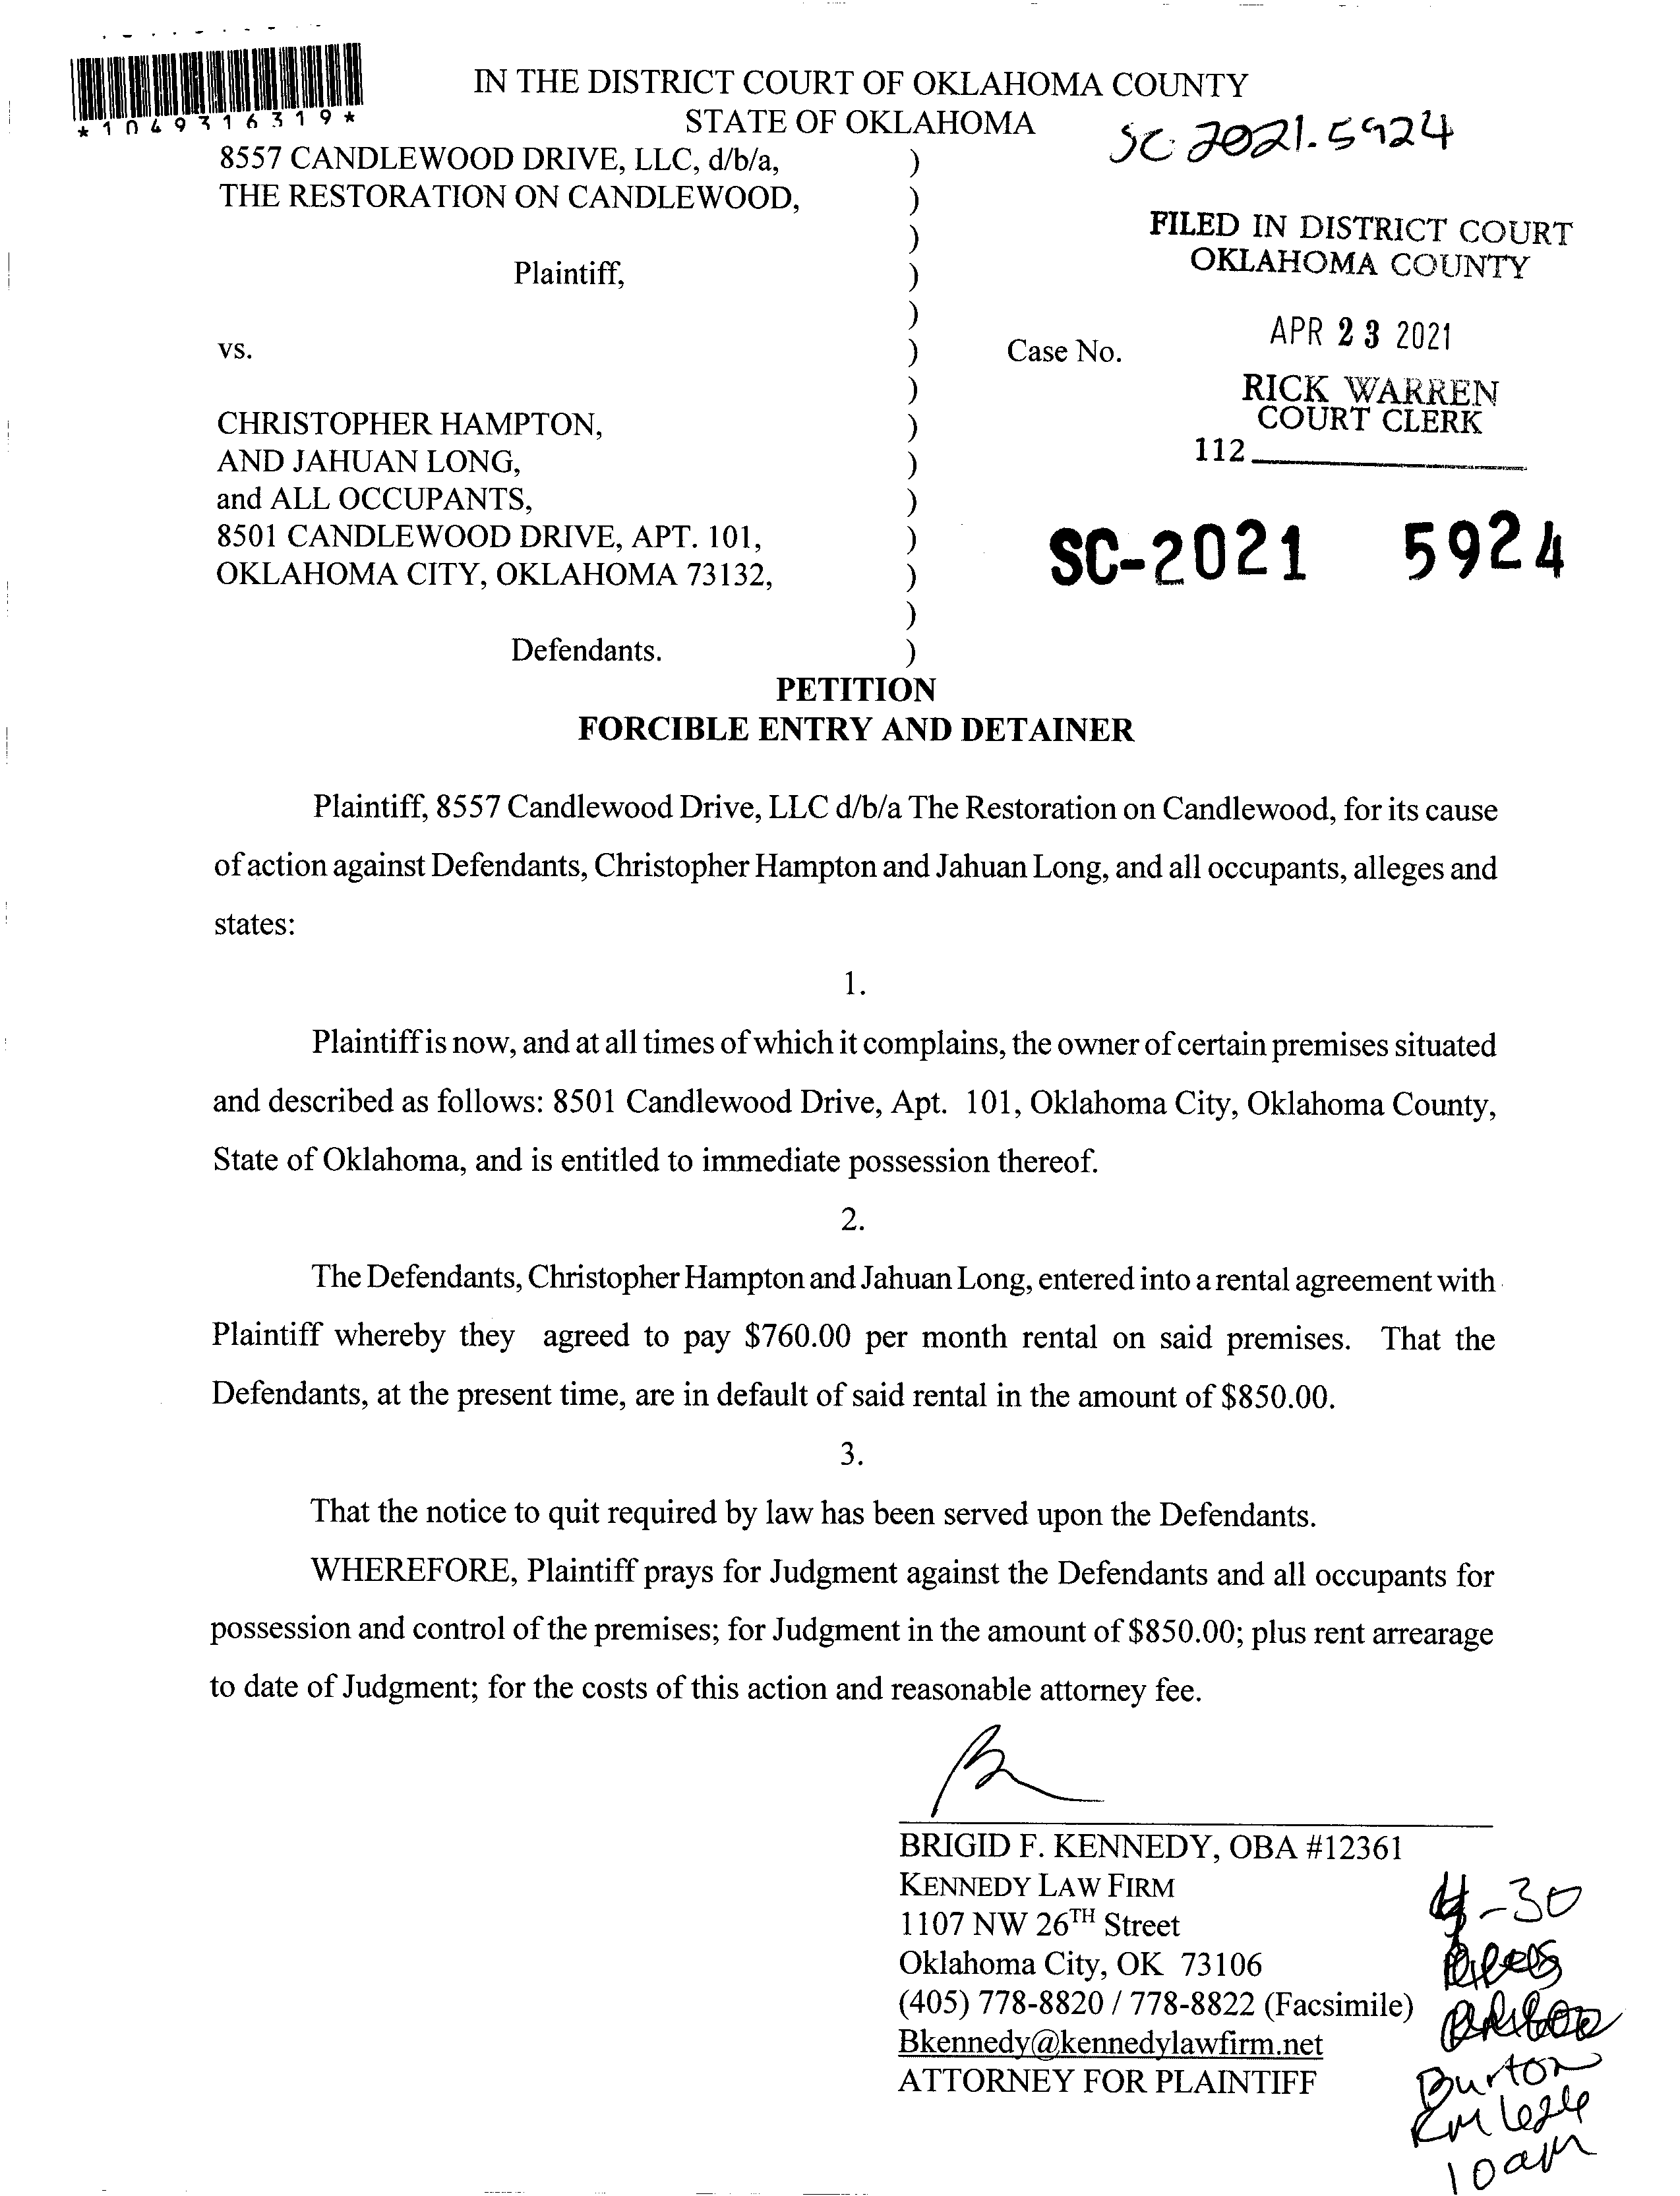 *1049316319*
IN THE DISTRICT COURT OF OKLAHOMA COUNTY
STATE OF OKLAHOMA
SC 2021-5924
8557 CANDLEWOOD DRIVE, LLC, d/b/a, )
THE RESTORATION ON CANDLEWOOD, )
)
Plaintiff, )
)
vs. ) Case No.
)
CHRISTOPHER HAMPTON, )
AND JAHUAN LONG, )
and ALL OCCUPANTS, )
8501 CANDLEWOOD DRIVE, APT. 101, )
OKLAHOMA CITY, OKLAHOMA 73132, )
)
Defendants. )
FILED IN DISTRICT COURT
OKLAHOMA COUNTY
APR 23 2021
RICK WARREN
COURT CLERK
112
SC-2021 5924
PETITION
FORCIBLE ENTRY AND DETAINER
Plaintiff, 8557 Candlewood Drive, LLC d/b/a The Restoration on Candlewood, for its cause
of action against Defendants, Christopher Hampton and Jahuan Long, and all occupants, alleges and
states:
1.
Plaintiff is now, and at all times of which it complains, the owner of certain premises situated
and described as follows: 8501 Candlewood Drive, Apt. 101, Oklahoma City, Oklahoma County,
State of Oklahoma, and is entitled to immediate possession thereof.
2.
The Defendants, Christopher Hampton and Jahuan Long, entered into a rental agreement with
Plaintiff whereby they agreed to pay $760.00 per month rental on said premises. That the
Defendants, at the present time, are in default of said rental in the amount of $850.00.
3.
That the notice to quit required by law has been served upon the Defendants.
WHEREFORE, Plaintiff prays for Judgment against the Defendants and all occupants for
possession and control of the premises; for Judgment in the amount of $850.00; plus rent arrearage
to date of Judgment; for the costs of this action and reasonable attorney fee.
BRIGID F. KENNEDY, OBA #12361
KENNEDY LAW FIRM
1107 NW 26TH Street
Oklahoma City, OK 73106
(405) 778-8820 / 778-8822 (Facsimile)
Bkennedy@kennedylawfirm.net
ATTORNEY FOR PLAINTIFF
4-30
Burton
10am